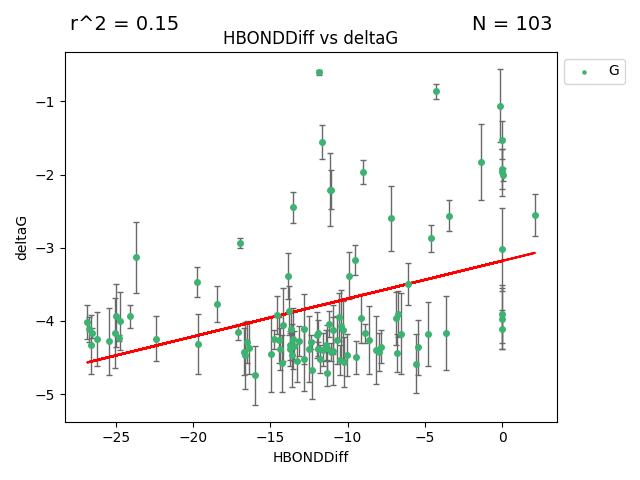 r^2 = 0.15
N = 103
HBONDDiff vs deltaG
G
deltaG
−1
−2
−3
−4
−5
−25
−20
−15
−10
−5
0
HBONDDiff